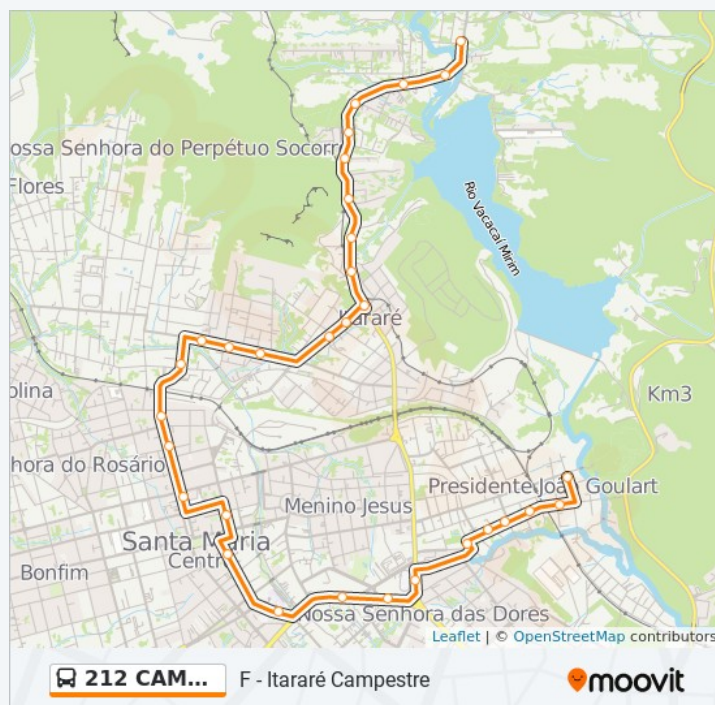 ossa Senhora do Perpétuo Socorr
Flores
Rio Vacacaí Mirim
Itararé
olina
Km3
hora do Rosário
Presidente João Goulart
Menino Jesus
Santa Maria
Centr
Bonfim
Nossa Senhora das Dores
Leaflet | © OpenStreetMap contributors
212 CAM... F - Itararé Campestre moovit